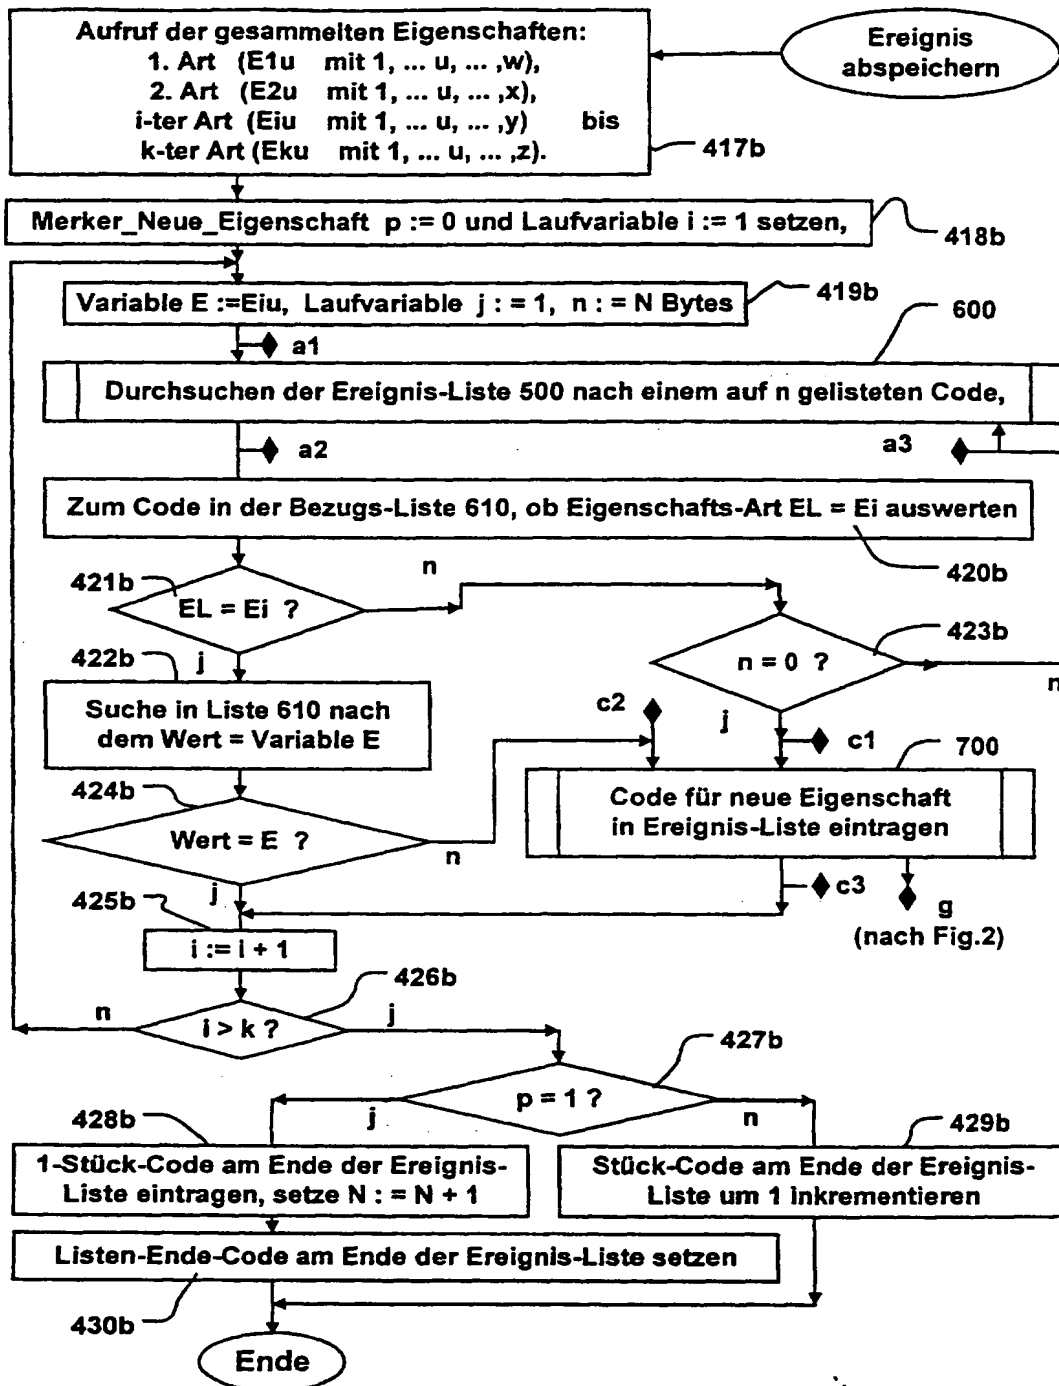 Aufruf der gesammelten Eigenschaften:
1. Art (E1u mit 1, ... u, ... ,w),
2. Art (E2u mit 1, ... u, ... ,x),
i-ter Art (Eiu mit 1, ... u, ... ,y) bis
k-ter Art (Eku mit 1, ... u, ... ,z).
Ereignis
abspeichern
417b
Merker_Neue_Eigenschaft p := 0 und Laufvariable i := 1 setzen,
418b
Variable E :=Eiu, Laufvariable j : = 1, n : = N Bytes
419b
600
a1
Durchsuchen der Ereignis-Liste 500 nach einem auf n gelisteten Code,
a2
a3
Zum Code in der Bezugs-Liste 610, ob Eigenschafts-Art EL = Ei auswerten
420b
421b
EL = Ei ?
n
j
423b
n = 0 ?
n
j
422b
Suche in Liste 610 nach
dem Wert = Variable E
c2
c1
700
Code für neue Eigenschaft
in Ereignis-Liste eintragen
424b
Wert = E ?
n
j
c3
g
(nach Fig.2)
425b
i := i + 1
426b
n
i > k ?
j
427b
p = 1 ?
j
n
428b
1-Stück-Code am Ende der Ereignis-
Liste eintragen, setze N : = N + 1
429b
Stück-Code am Ende der Ereignis-
Liste um 1 inkrementieren
Listen-Ende-Code am Ende der Ereignis-Liste setzen
430b
Ende